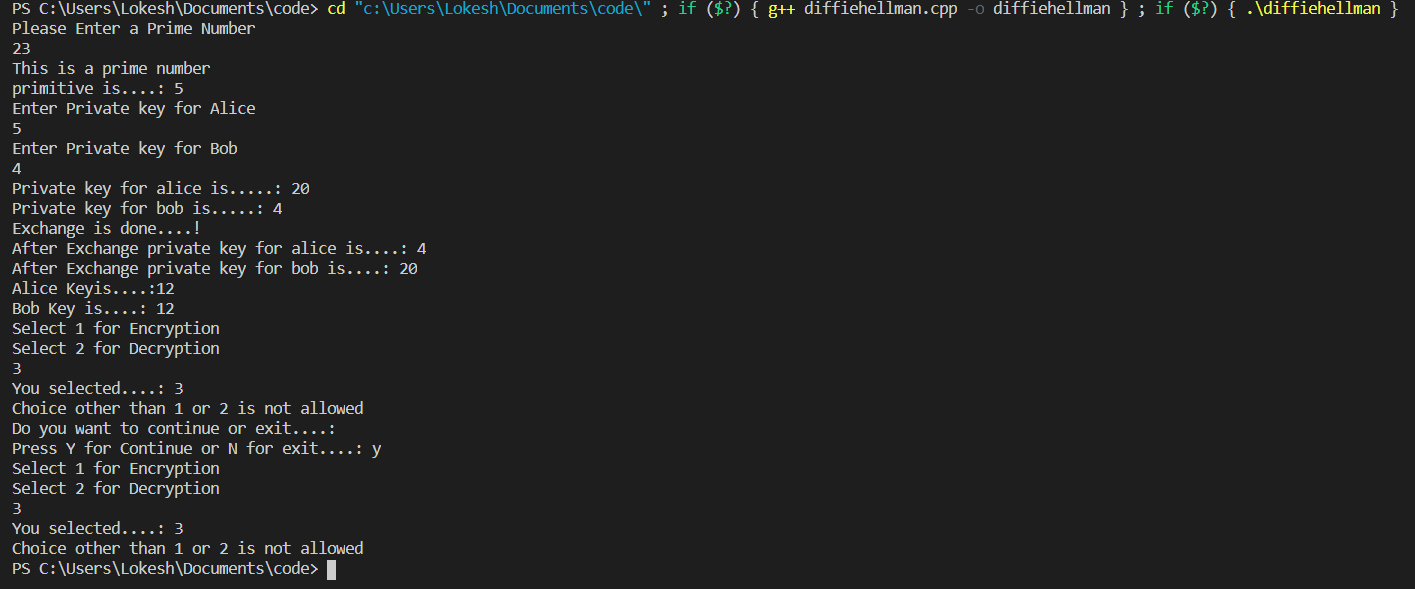 PS C:\Users\Lokesh\Documents\code> cd "c:\Users\Lokesh\Documents\code\" ; if ($?) { g++ diffiehellman.cpp -o diffiehellman } ; if ($?) { .\diffiehellman }
Please Enter a Prime Number
23
This is a prime number
primitive is....: 5
Enter Private key for Alice
5
Enter Private key for Bob
4
Private key for alice is.....: 20
Private key for bob is.....: 4
Exchange is done....!
After Exchange private key for alice is....: 4
After Exchange private key for bob is....: 20
Alice Keyis....:12
Bob Key is....: 12
Select 1 for Encryption
Select 2 for Decryption
3
You selected....: 3
Choice other than 1 or 2 is not allowed
Do you want to continue or exit....:
Press Y for Continue or N for exit....: y
Select 1 for Encryption
Select 2 for Decryption
3
You selected....: 3
Choice other than 1 or 2 is not allowed
PS C:\Users\Lokesh\Documents\code>